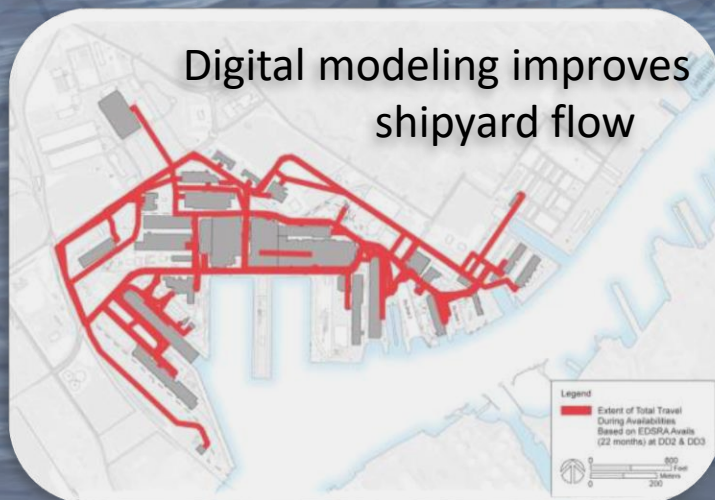 Digital modeling improves
shipyard flow
Legend
Extent of Total Travel
During Availabilities
Based on EDSRA Avails
(22 months) at DD2 & DD3
0 800
Feet
Meters
0 200